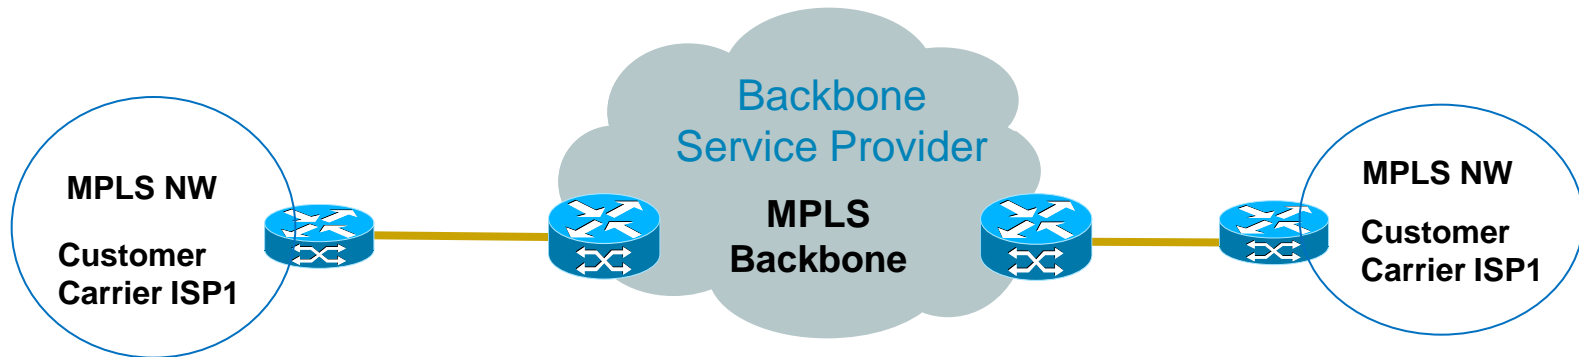 Backbone
Service Provider
MPLS
Backbone
MPLS NW
Customer
Carrier ISP1
MPLS NW
Customer
Carrier ISP1